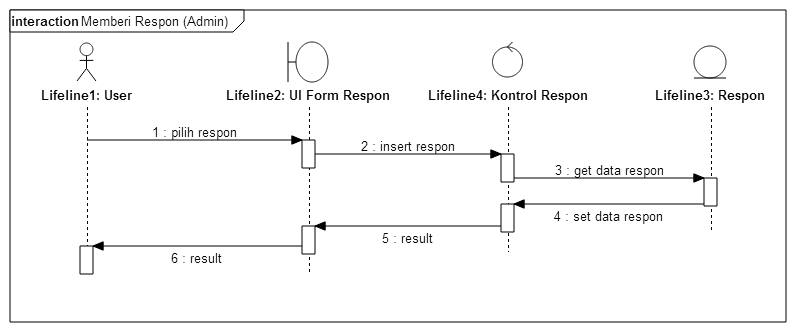 interaction Memberi Respon (Admin)
Lifeline1: User
Lifeline2: UI Form Respon
Lifeline4: Kontrol Respon
Lifeline3: Respon
1 : pilih respon
2 : insert respon
3 : get data respon
4 : set data respon
5 : result
6 : result